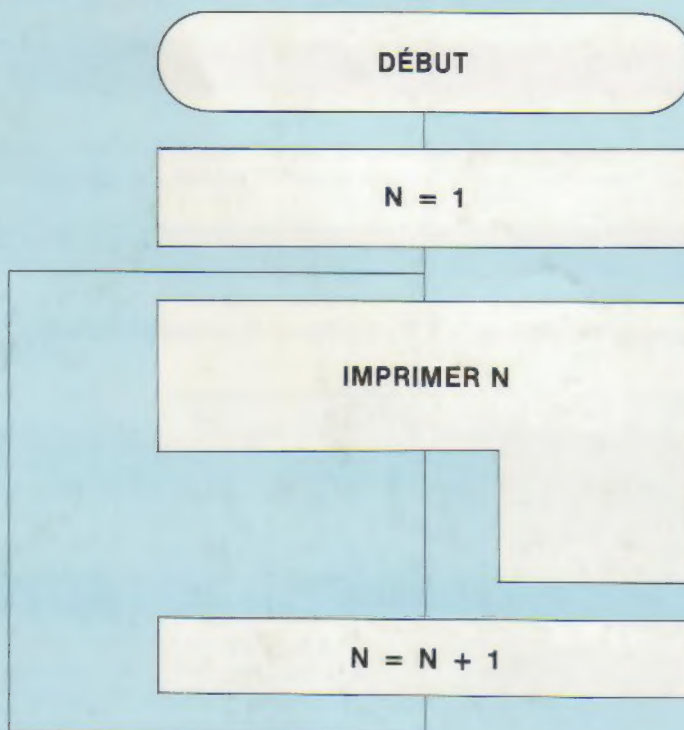 DÉBUT
N = 1
IMPRIMER N
N = N + 1